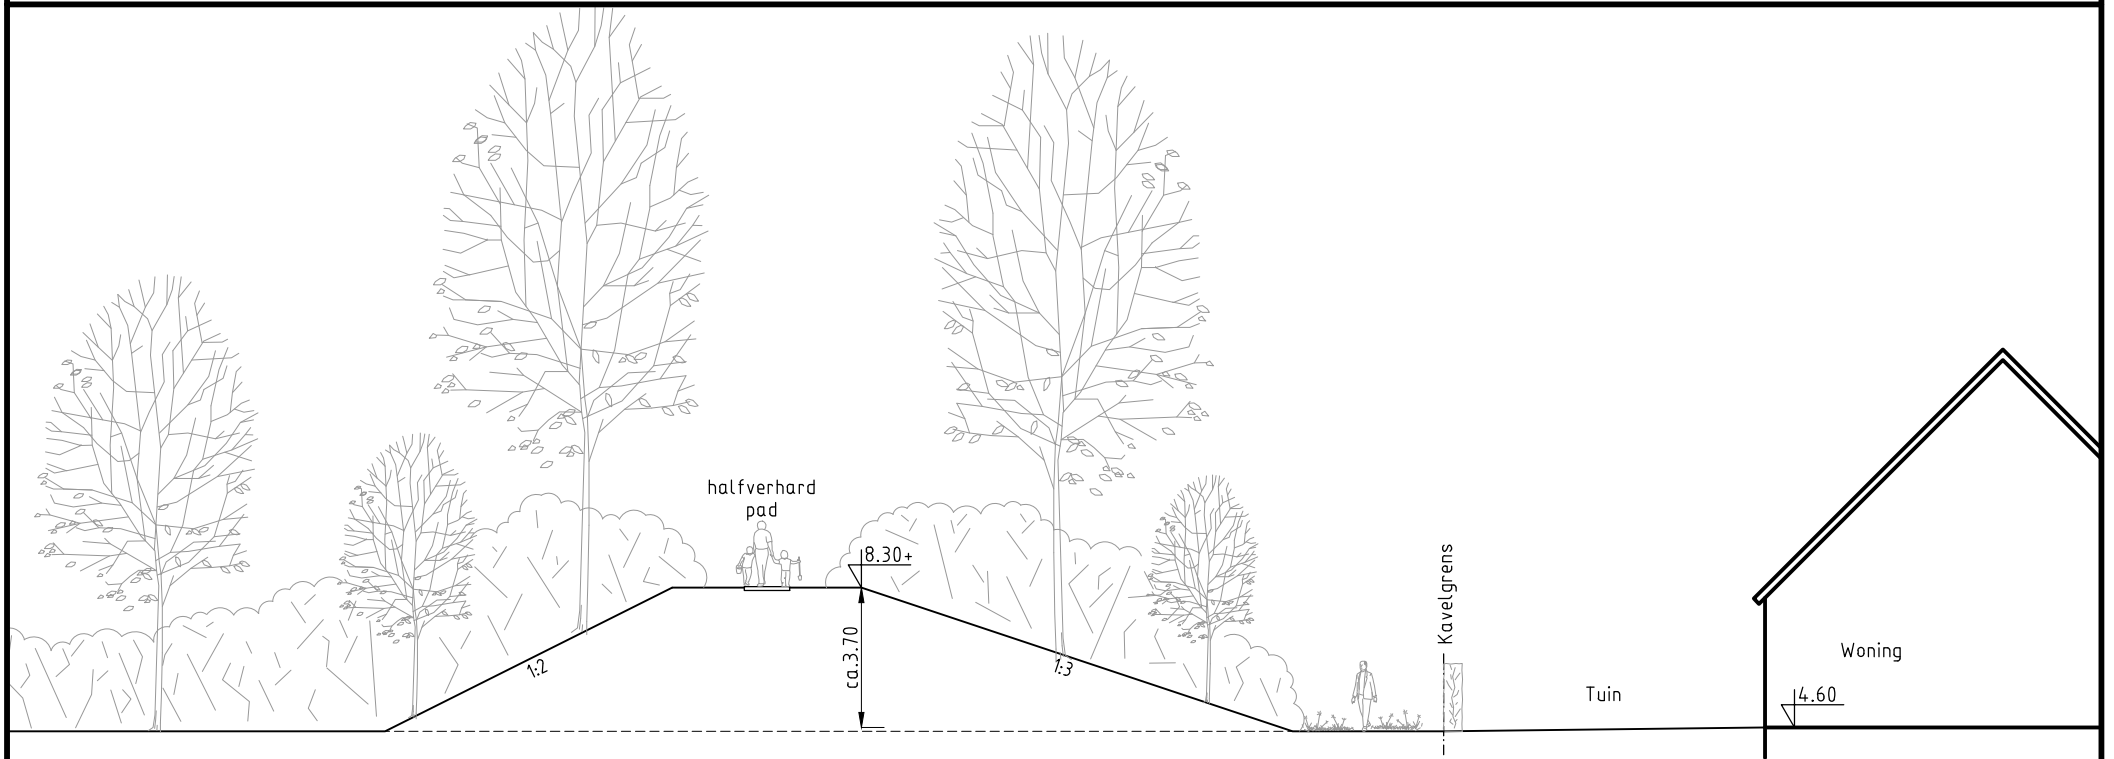 halfverhard
pad
8.30+
ca.3.70
1:2
1:3
Kavelgrens
Tuin
Woning
4.60